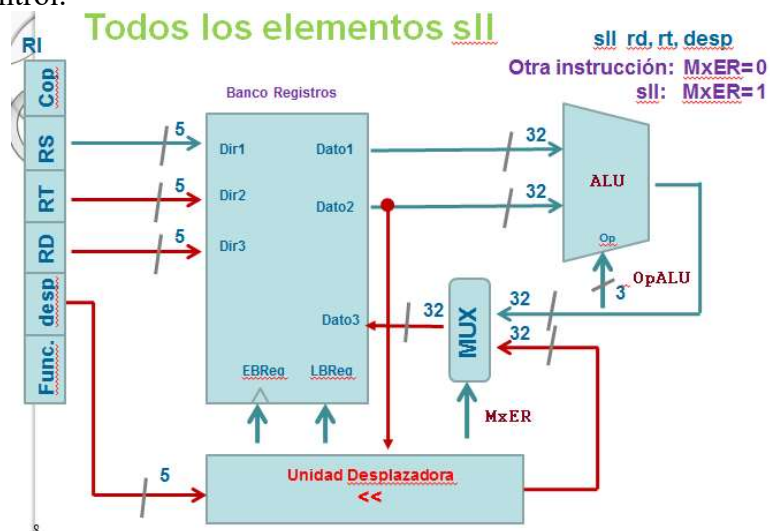 ntrol.
Todos los elementos sll
RI
sll rd, rt, desp
Otra instrucción: MxER=0
sll: MxER=1
Cop
RS
RT
RD
desp
Func.
Banco Registros
5
Dir1
Dato1
32
5
Dir2
Dato2
32
5
Dir3
ALU
Op
OpALU
3
Dato3
32
MUX
32
32
EBReg
LBReg
MxER
5
Unidad Desplazadora
<<
8